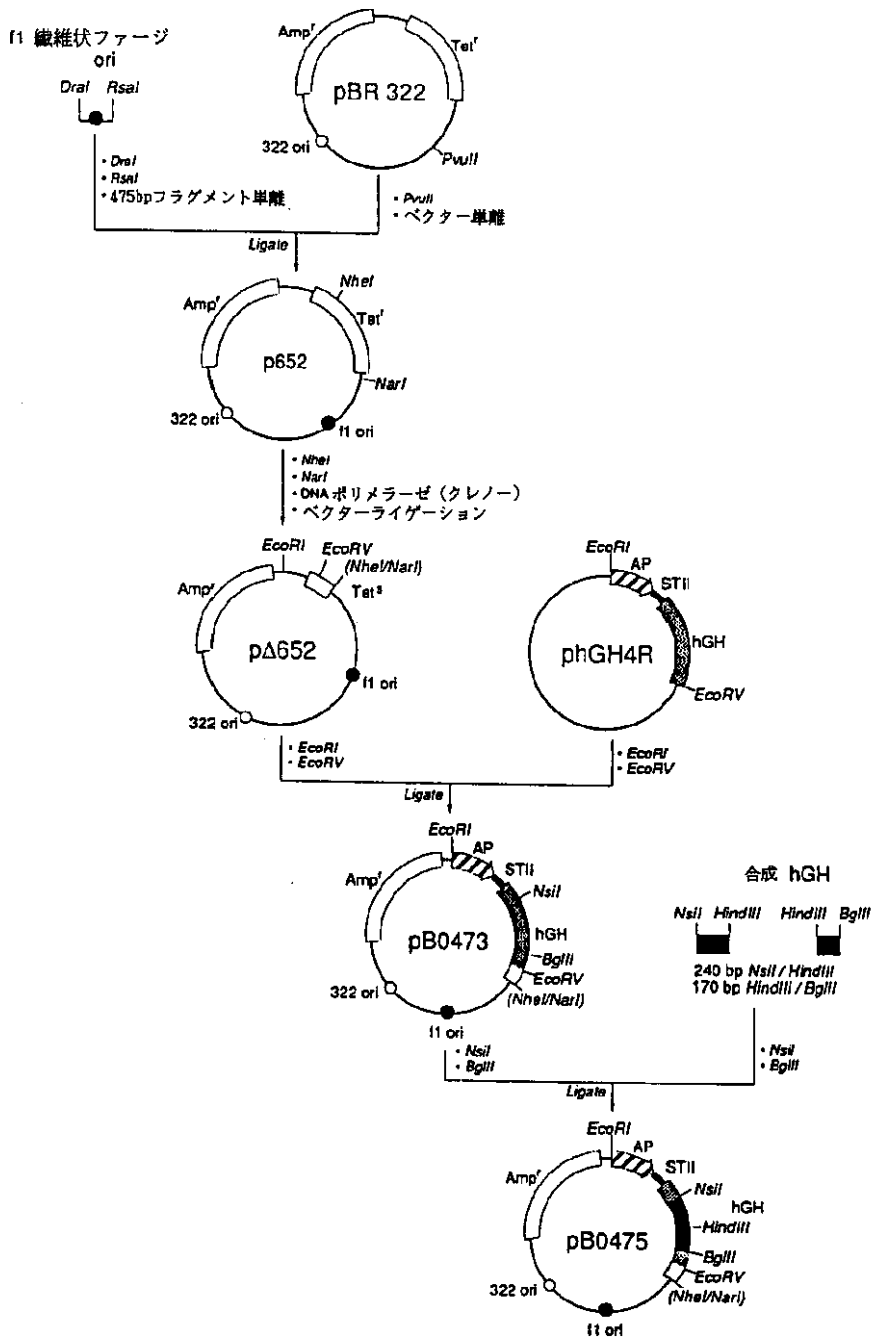 f1 繊維状ファージ
ori
DraI RsaI
• DraI
• RsaI
• 475bpフラグメント単離
Ampʳ
Tetʳ
pBR 322
322 ori
PvuII
• PvuII
• ベクター単離
Ligate
NheI
Ampʳ
Tetʳ
p652
NarI
322 ori
f1 ori
• NheI
• NarI
• DNA ポリメラーゼ（クレノー）
• ベクターライゲーション
EcoRI
EcoRV
(NheI/NarI)
Ampʳ
Tetˢ
pΔ652
f1 ori
322 ori
• EcoRI
• EcoRV
EcoRI
AP
STII
phGH4R
hGH
EcoRV
• EcoRI
• EcoRV
Ligate
EcoRI
AP
STII
Ampʳ
NsiI
pB0473
hGH
BglII
EcoRV
(NheI/NarI)
322 ori
f1 ori
• NsiI
• BglII
合成 hGH
NsiI HindIII HindIII BglII
240 bp NsiI / HindIII
170 bp HindIII / BglII
• NsiI
• BglII
Ligate
EcoRI
AP
STII
Ampʳ
NsiI
hGH
HindIII
pB0475
BglII
EcoRV
(NheI/NarI)
322 ori
f1 ori